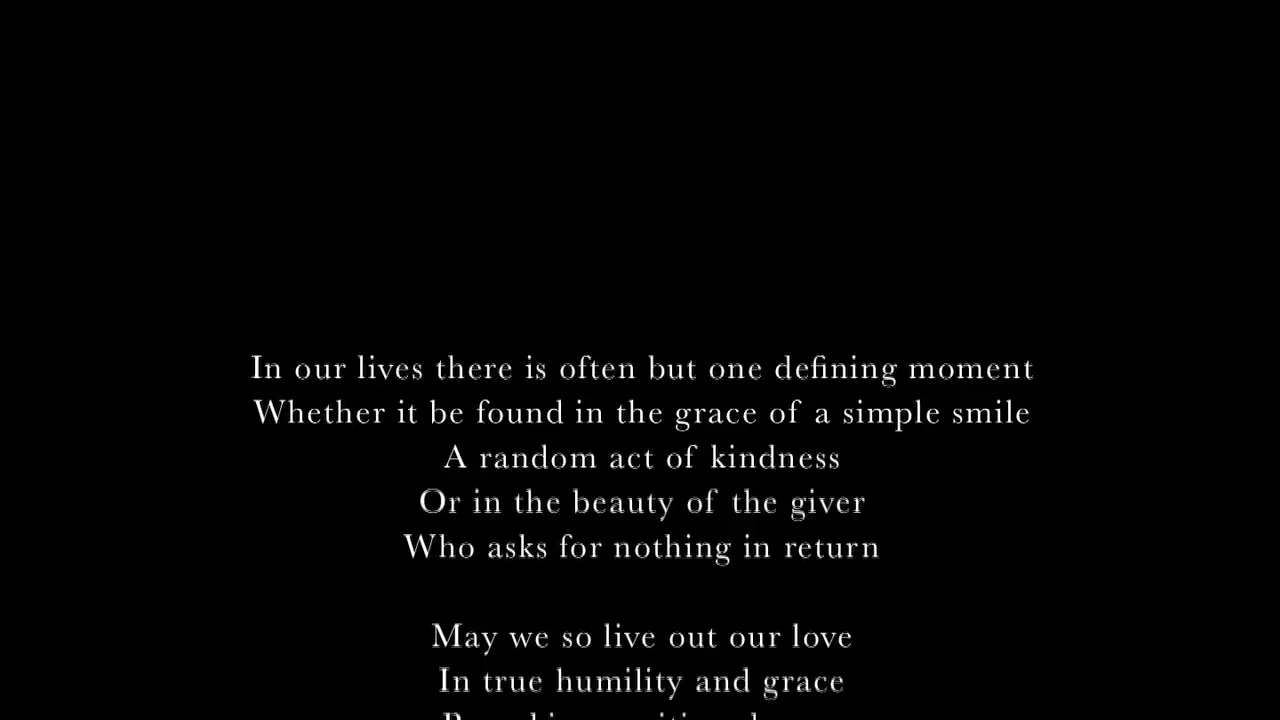 In our lives there is often but one defining moment
Whether it be found in the grace of a simple smile
A random act of kindness
Or in the beauty of the giver
Who asks for nothing in return
May we so live out our love
In true humility and grace